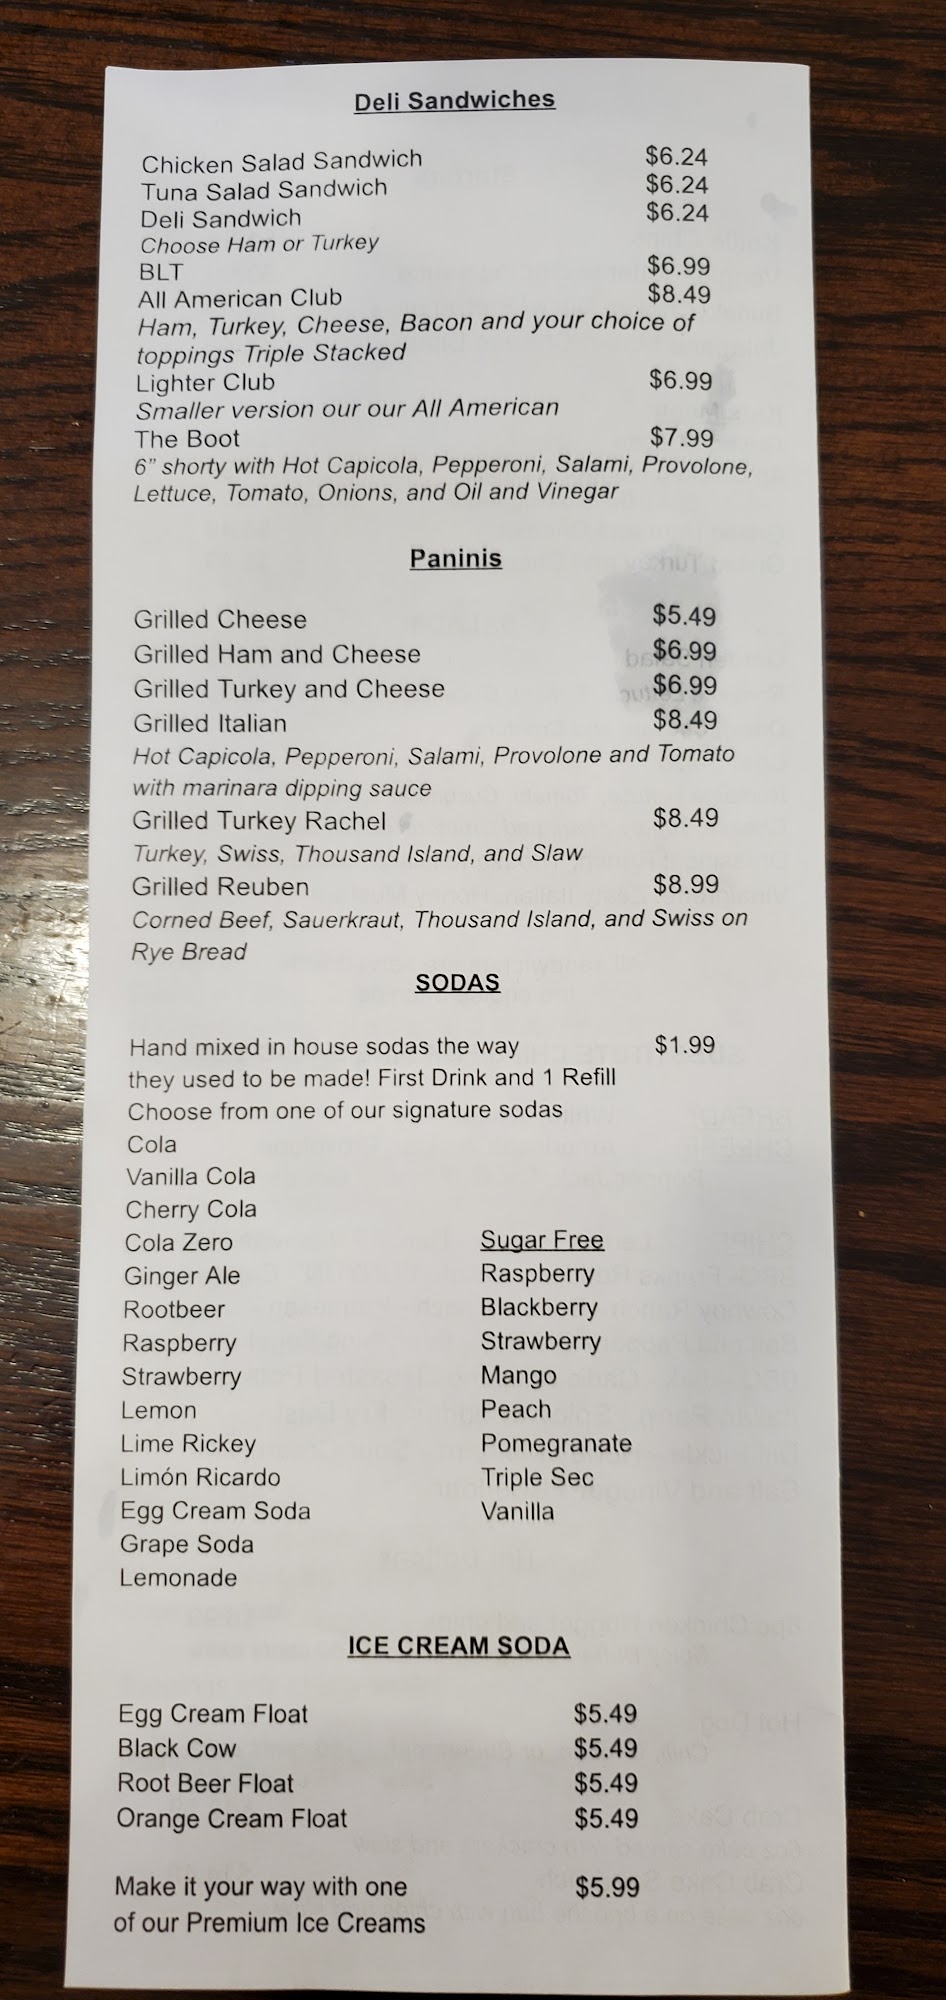 Deli Sandwiches
Chicken Salad Sandwich $6.24
Tuna Salad Sandwich $6.24
Deli Sandwich $6.24
Choose Ham or Turkey
BLT $6.99
All American Club $8.49
Ham, Turkey, Cheese, Bacon and your choice of
toppings Triple Stacked
Lighter Club $6.99
Smaller version our our All American
The Boot $7.99
6" shorty with Hot Capicola, Pepperoni, Salami, Provolone,
Lettuce, Tomato, Onions, and Oil and Vinegar
Paninis
Grilled Cheese $5.49
Grilled Ham and Cheese $6.99
Grilled Turkey and Cheese $6.99
Grilled Italian $8.49
Hot Capicola, Pepperoni, Salami, Provolone and Tomato
with marinara dipping sauce
Grilled Turkey Rachel $8.49
Turkey, Swiss, Thousand Island, and Slaw
Grilled Reuben $8.99
Corned Beef, Sauerkraut, Thousand Island, and Swiss on
Rye Bread
SODAS
Hand mixed in house sodas the way $1.99
they used to be made! First Drink and 1 Refill
Choose from one of our signature sodas
Cola
Vanilla Cola
Cherry Cola
Cola Zero
Ginger Ale
Rootbeer
Raspberry
Strawberry
Lemon
Lime Rickey
Limón Ricardo
Egg Cream Soda
Grape Soda
Lemonade
Sugar Free
Raspberry
Blackberry
Strawberry
Mango
Peach
Pomegranate
Triple Sec
Vanilla
ICE CREAM SODA
Egg Cream Float $5.49
Black Cow $5.49
Root Beer Float $5.49
Orange Cream Float $5.49
Make it your way with one $5.99
of our Premium Ice Creams